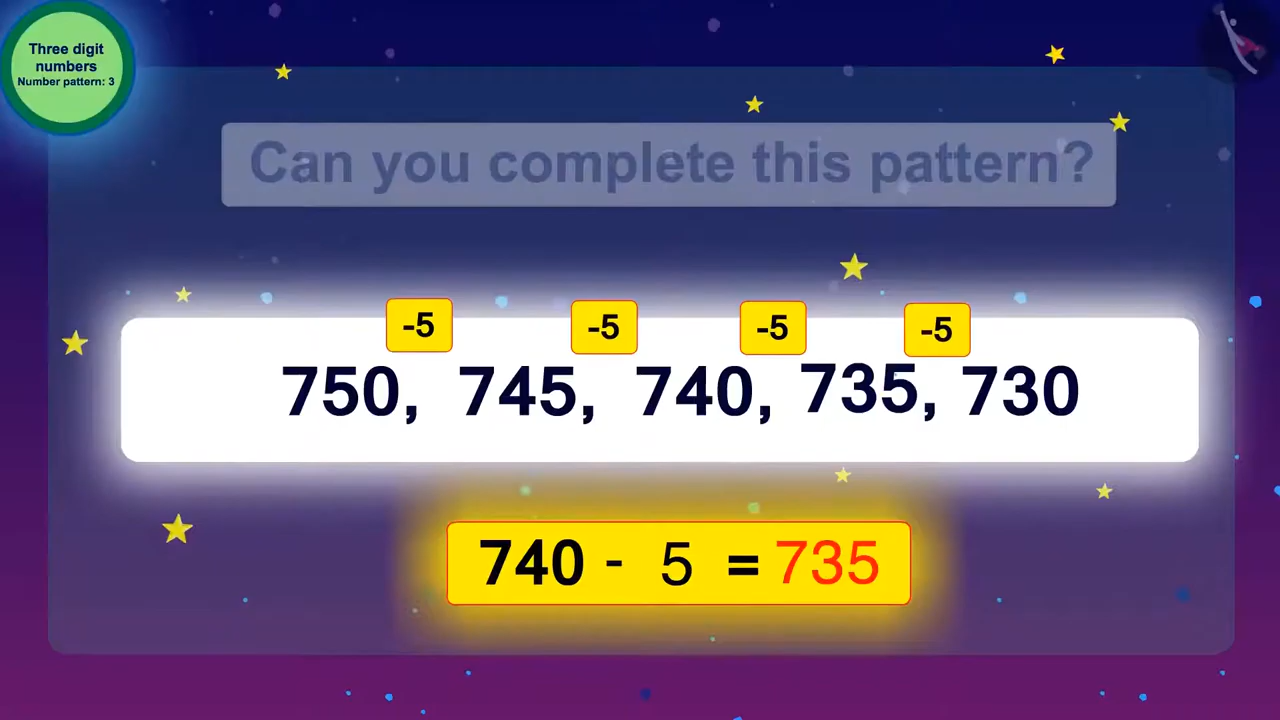 Three digit
numbers
Number pattern: 3
Can you complete this pattern?
-5 -5 -5 -5
750, 745, 740, 735, 730
740 - 5 = 735